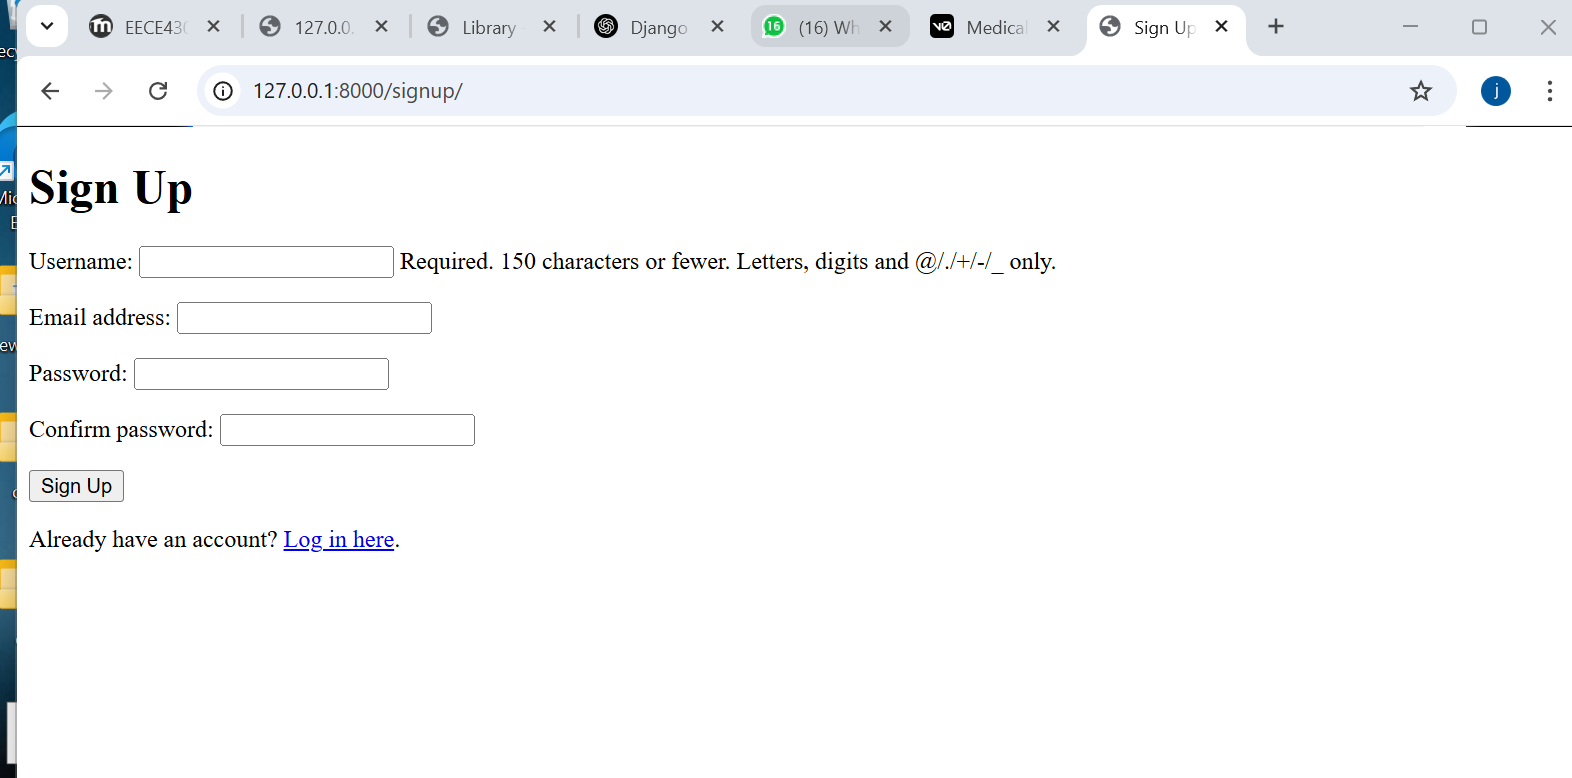 EECE430
127.0.0.
Library
Django
16 (16) Wh
Medical
Sign Up
127.0.0.1:8000/signup/
j
Sign Up
Username: Required. 150 characters or fewer. Letters, digits and @/./+/-/_ only.
Email address:
Password:
Confirm password:
Sign Up
Already have an account? Log in here.